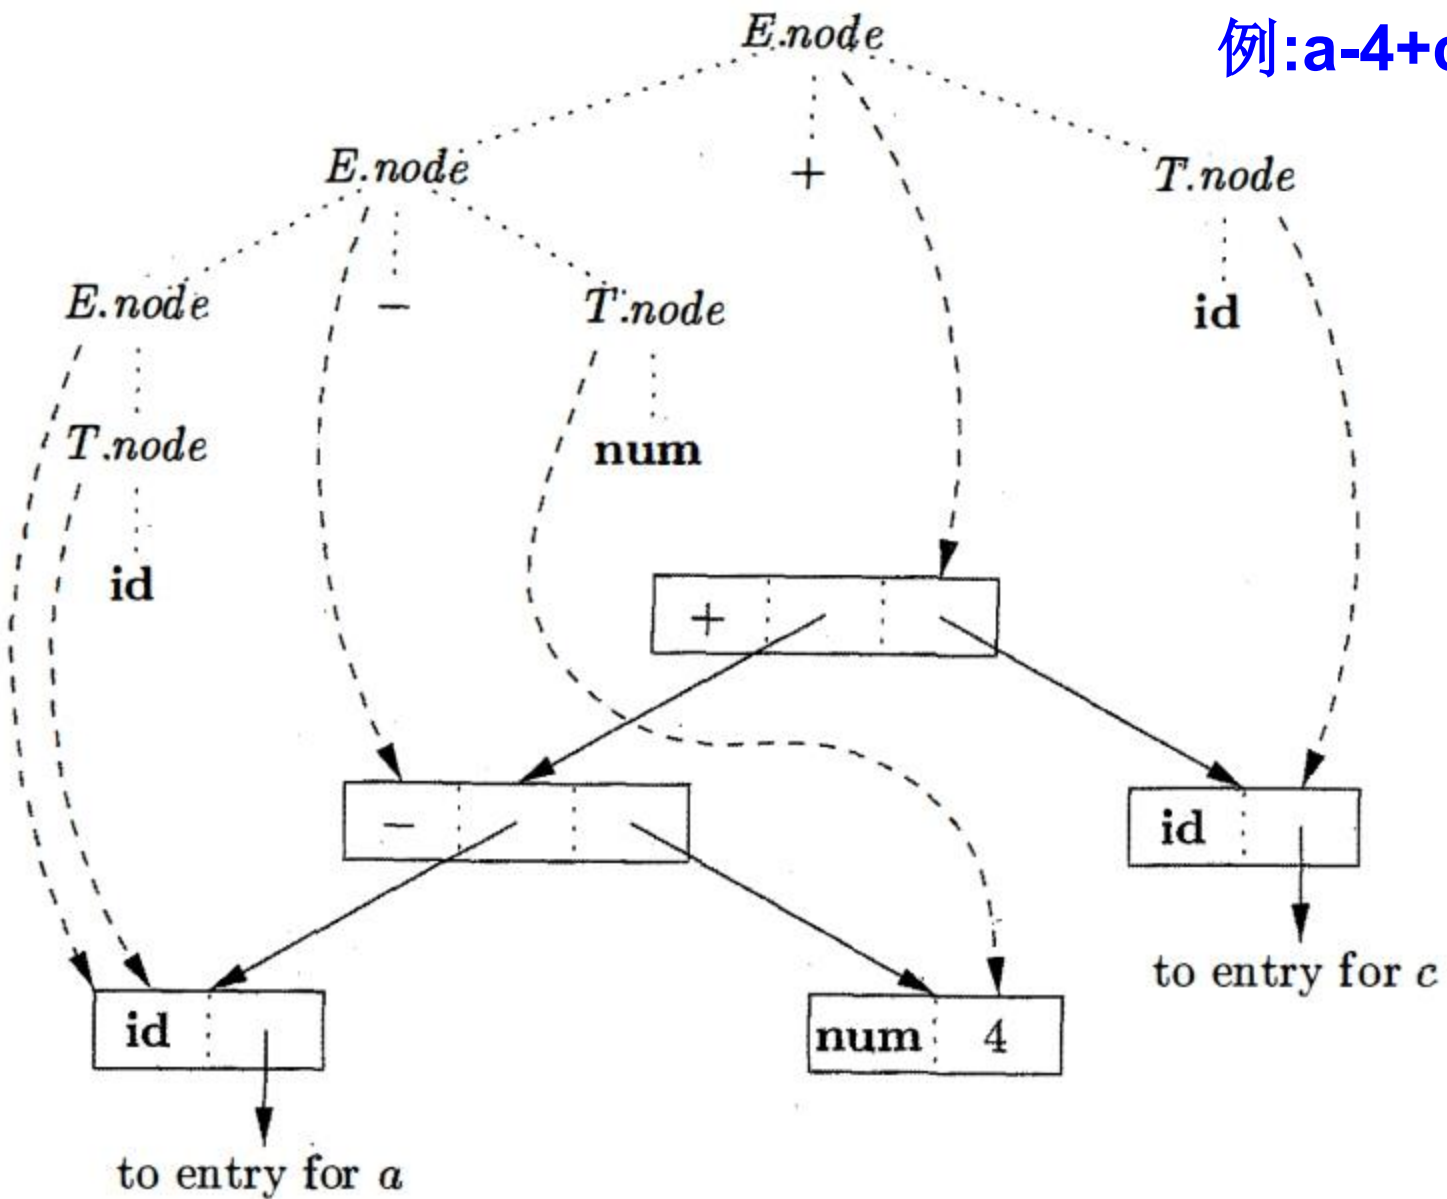 E.node
例:a-4+c
E.node + T.node
E.node − T.node id
T.node num
id
+
− id
to entry for c
id num 4
to entry for a